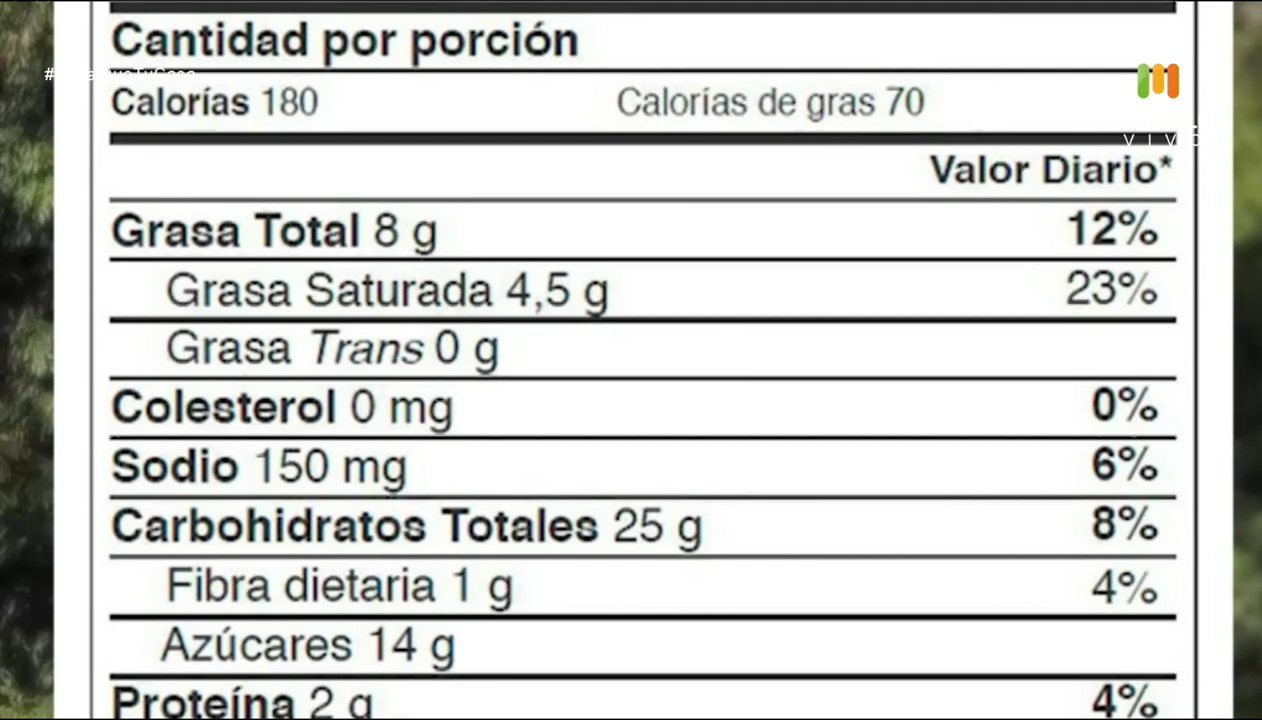 Cantidad por porción
Calorías 180 Calorías de gras 70
Valor Diario*
Grasa Total 8 g 12%
Grasa Saturada 4,5 g 23%
Grasa Trans 0 g
Colesterol 0 mg 0%
Sodio 150 mg 6%
Carbohidratos Totales 25 g 8%
Fibra dietaria 1 g 4%
Azúcares 14 g
Proteína 2 g 4%